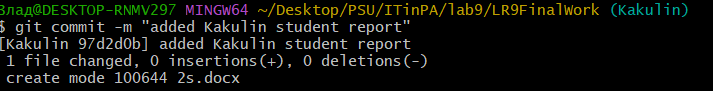 Влад@DESKTOP-RNMV297 MINGW64 ~/Desktop/PSU/ITinPA/lab9/LR9FinalWork (Kakulin)
$ git commit -m "added Kakulin student report"
[Kakulin 97d2d0b] added Kakulin student report
 1 file changed, 0 insertions(+), 0 deletions(-)
 create mode 100644 2s.docx